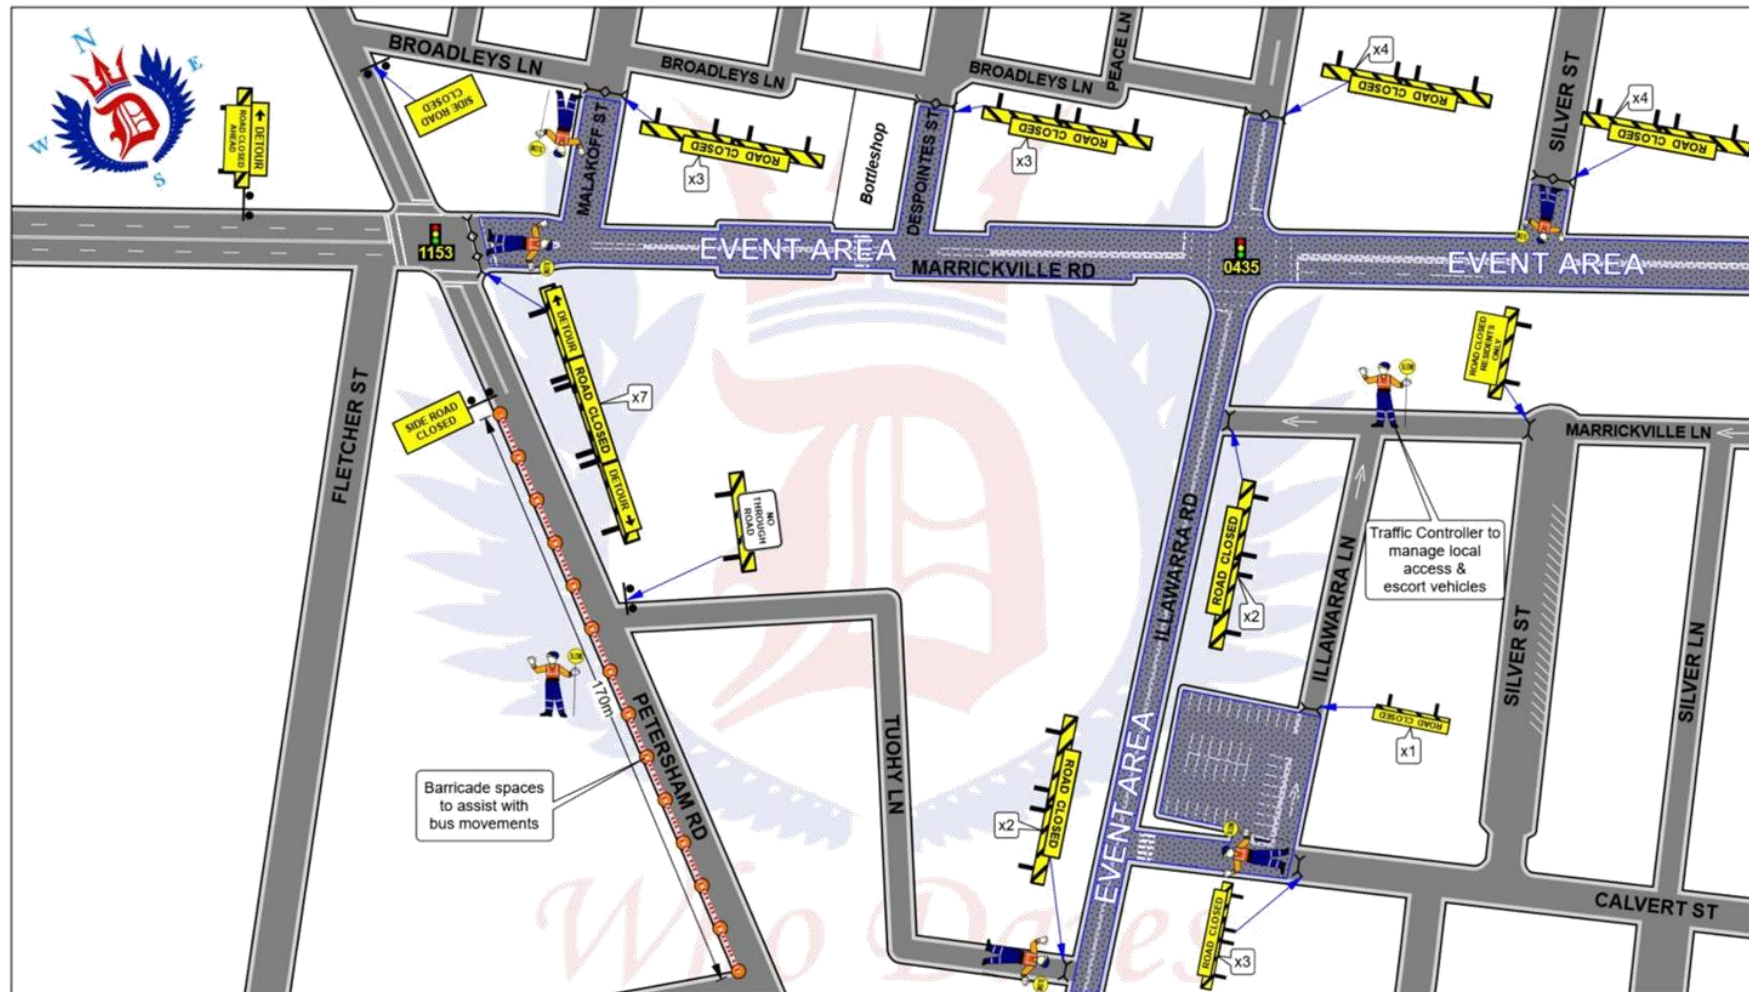 N
E
W
S
D
BROADLEYS LN
BROADLEYS LN
BROADLEYS LN
PEACE LN
SILVER ST
x4
ROAD CLOSED
x4
ROAD CLOSED
SIDE ROAD
CLOSED
DETOUR
ROAD CLOSED
AHEAD
MALAKOFF ST
ROAD CLOSED
x3
Bottleshop
DESPOINTES ST
ROAD CLOSED
x3
1153
EVENT AREA
MARRICKVILLE RD
0435
EVENT AREA
DETOUR
ROAD CLOSED
DETOUR
x7
ROAD CLOSED
RESIDENTS
ONLY
FLETCHER ST
SIDE ROAD
CLOSED
MARRICKVILLE LN
NO
THROUGH
ROAD
ILLAWARRA RD
ROAD CLOSED
x2
ILLAWARRA LN
Traffic Controller to
manage local
access &
escort vehicles
SILVER ST
SILVER LN
170m
PETERSHAM RD
TUOHY LN
ROAD CLOSED
x1
Barricade spaces
to assist with
bus movements
ROAD CLOSED
x2
EVENT AREA
CALVERT ST
ROAD CLOSED
x3
Who Dares